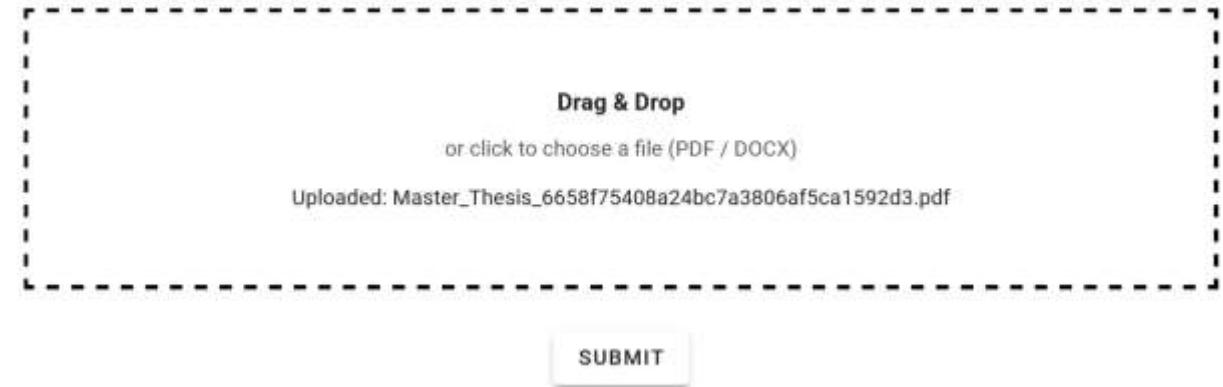 Drag & Drop
or click to choose a file (PDF / DOCX)
Uploaded: Master_Thesis_6658f75408a24bc7a3806af5ca1592d3.pdf
SUBMIT